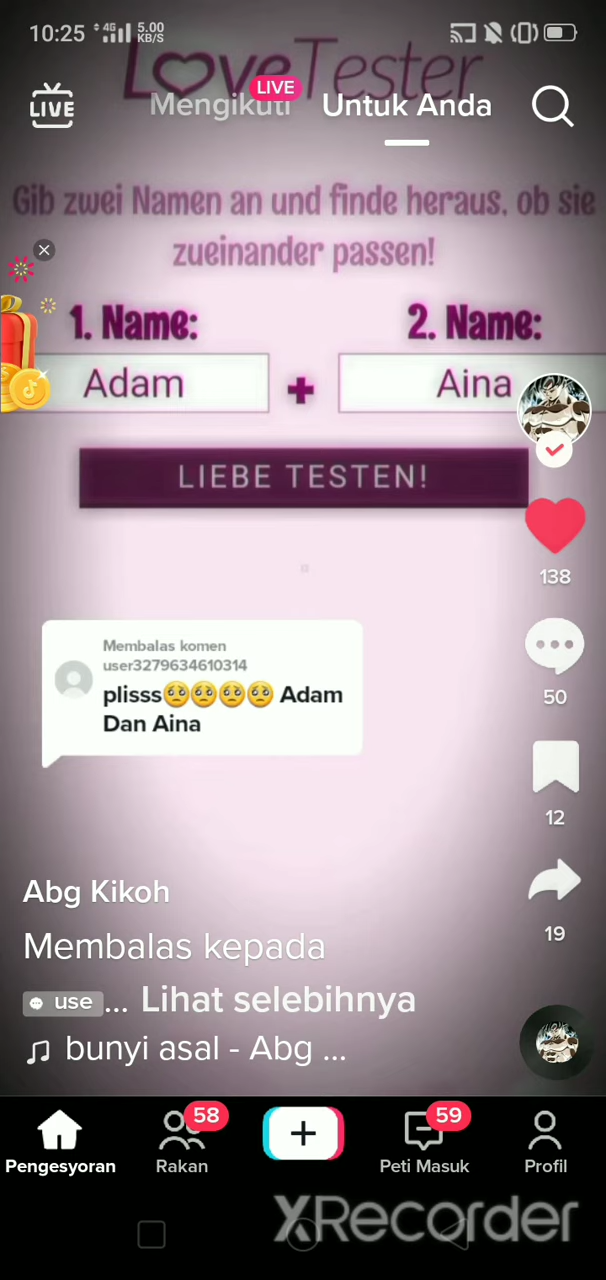 10:25 4G 5.00 KB/S
LoveTester
LIVE
Mengikuti LIVE Untuk Anda
Gib zwei Namen an und finde heraus, ob sie
zueinander passen!
1. Name: 2. Name:
Adam + Aina
LIEBE TESTEN!
138
Membalas komen
user3279634610314
plisss🥺🥺🥺🥺 Adam
Dan Aina
50
12
19
Abg Kikoh
Membalas kepada
use... Lihat selebihnya
bunyi asal - Abg ...
58 59
Pengesyoran Rakan Peti Masuk Profil
XRecorder